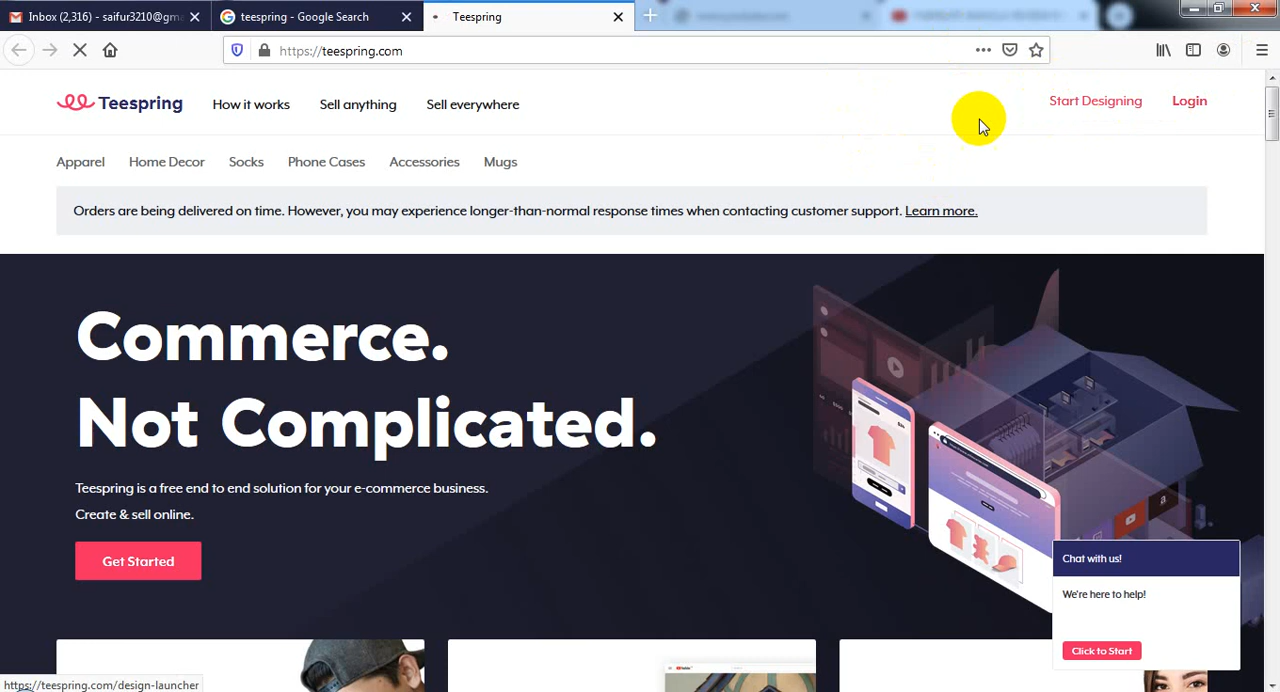 Inbox (2,316) - saifur3210@gma
teespring - Google Search
Teespring
https://teespring.com
Teespring
How it works
Sell anything
Sell everywhere
Start Designing
Login
Apparel
Home Decor
Socks
Phone Cases
Accessories
Mugs
Orders are being delivered on time. However, you may experience longer-than-normal response times when contacting customer support. Learn more.
Commerce.
Not Complicated.
Teespring is a free end to end solution for your e-commerce business.
Create & sell online.
Get Started
Chat with us!
We're here to help!
Click to Start
https://teespring.com/design-launcher